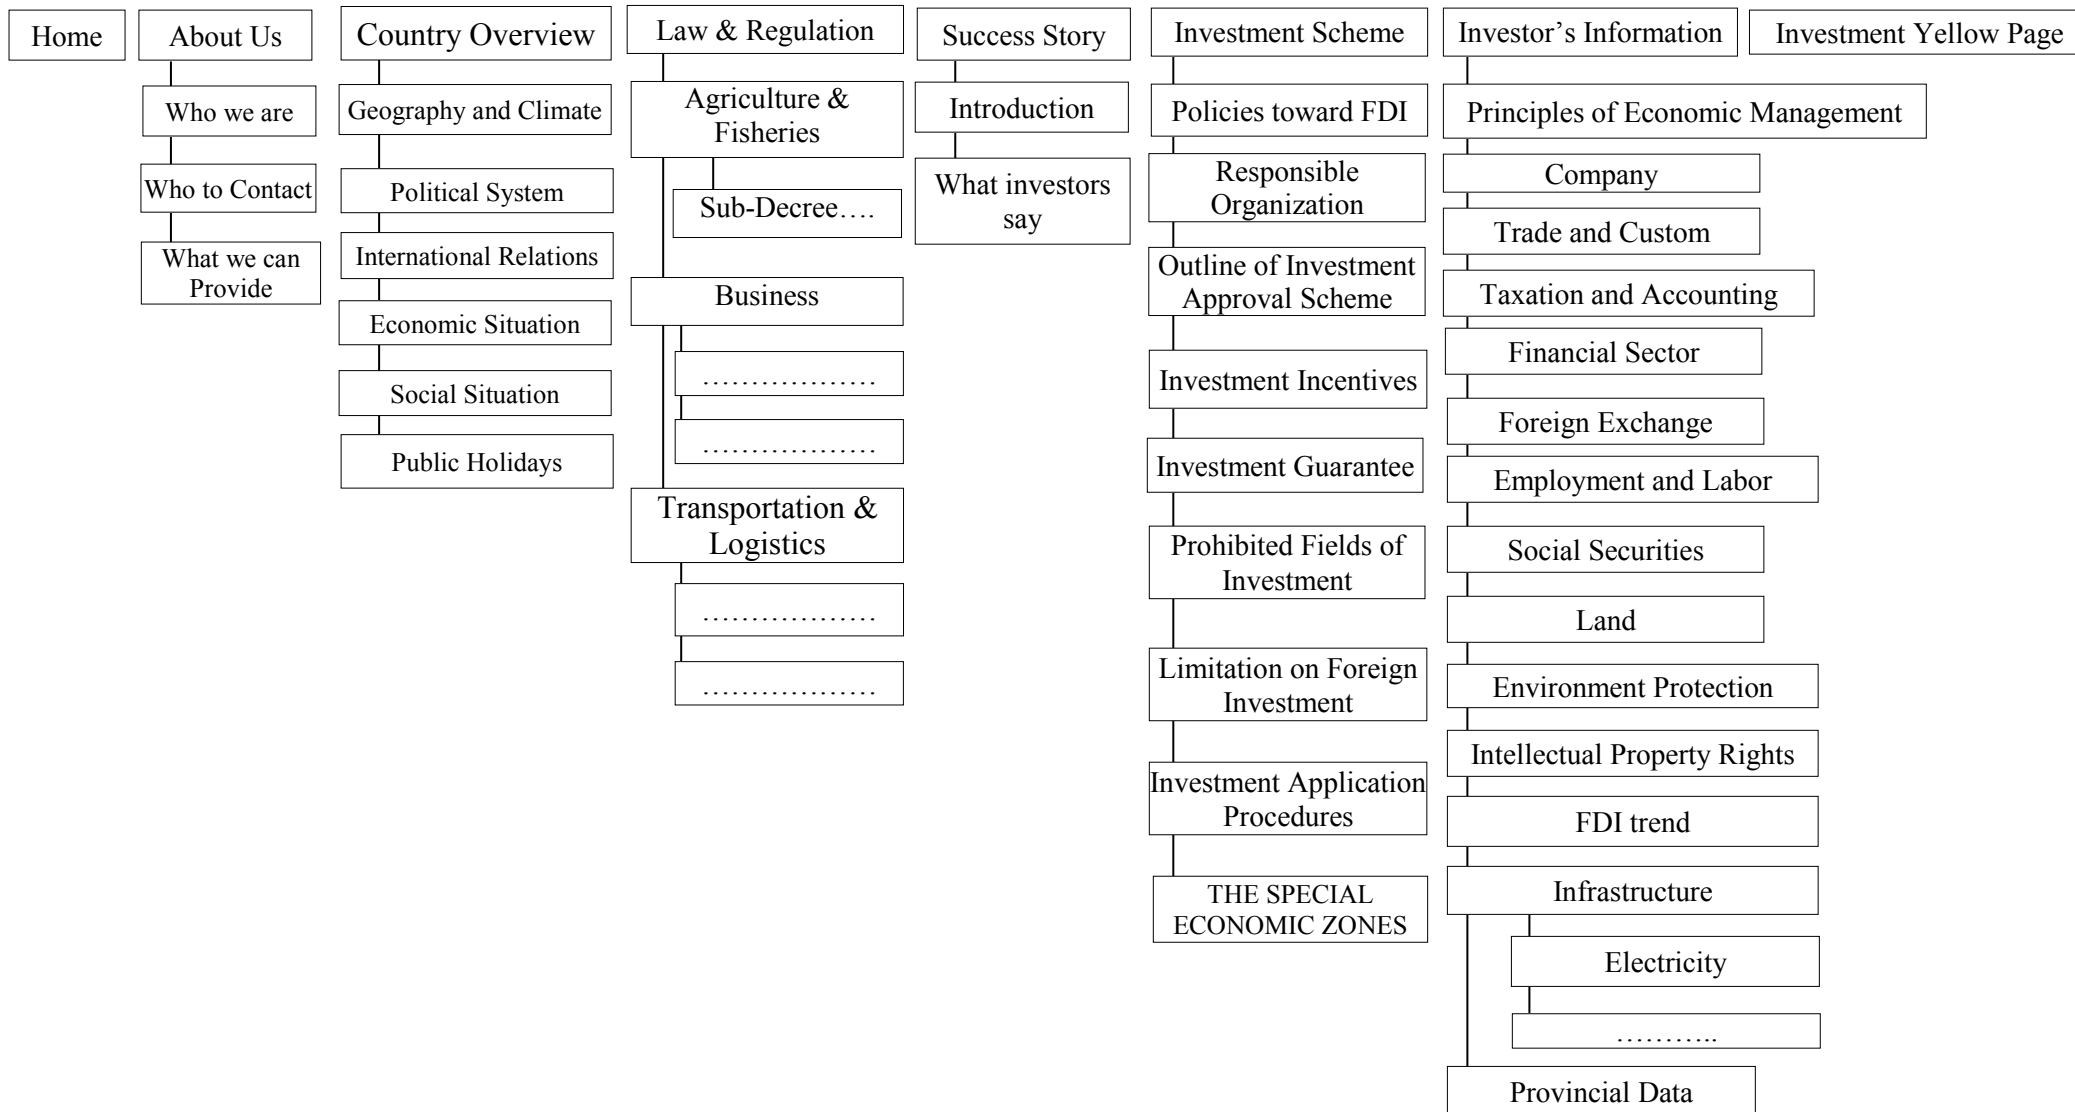 Home
About Us
Who we are
Who to Contact
What we can
Provide
Country Overview
Geography and Climate
Political System
International Relations
Economic Situation
Social Situation
Public Holidays
Law & Regulation
Agriculture &
Fisheries
Sub-Decree….
Business
………………
………………
Transportation &
Logistics
………………
………………
Success Story
Introduction
What investors
say
Investment Scheme
Policies toward FDI
Responsible
Organization
Outline of Investment
Approval Scheme
Investment Incentives
Investment Guarantee
Prohibited Fields of
Investment
Limitation on Foreign
Investment
Investment Application
Procedures
THE SPECIAL
ECONOMIC ZONES
Investor’s Information
Principles of Economic Management
Company
Trade and Custom
Taxation and Accounting
Financial Sector
Foreign Exchange
Employment and Labor
Social Securities
Land
Environment Protection
Intellectual Property Rights
FDI trend
Infrastructure
Electricity
………..
Provincial Data
Investment Yellow Page